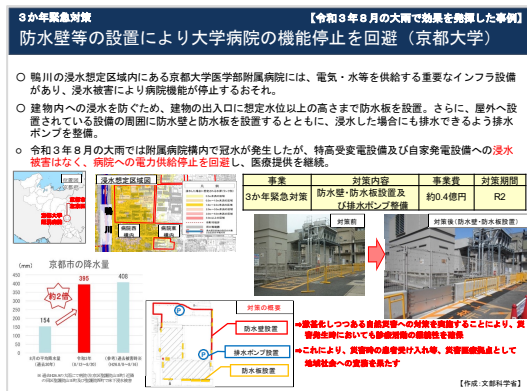 3か年緊急対策
【令和3年8月の大雨で効果を発揮した事例】
防水壁等の設置により大学病院の機能停止を回避（京都大学）
○ 鴨川の浸水想定区域内にある京都大学医学部附属病院には、電気・水等を供給する重要なインフラ設備
があり、浸水被害により病院機能が停止するおそれ。
○ 建物内への浸水を防ぐため、建物の出入口に想定水位以上の高さまで防水板を設置。さらに、屋外へ設
置されている設備の周囲に防水壁と防水板を設置するとともに、浸水した場合にも排水できるよう排水
ポンプを整備。
○ 令和3年8月の大雨では附属病院構内で冠水が発生したが、特高受変電設備及び自家発電設備への浸水
被害はなく、病院への電力供給停止を回避し、医療提供を継続。
浸水想定区域図
鴨川
病院西構内
病院東構内
事業
対策内容
事業費
対策期間
3か年緊急対策
防水壁・防水板設置及
び排水ポンプ整備
約0.4億円
R2
対策前
対策後（防水壁・防水板設置）
(mm)
京都市の降水量
約2倍
154
395
408
対策の概要
P
P
防水壁設置
排水ポンプ設置
防水板設置
⇒激甚化しつつある自然災害への対策を実施することにより、災
害発生時においても診療活動の継続性を確保
⇒これにより、災害時の患者受け入れ等、災害医療拠点として
地域社会への貢献を果たす
【作成：文部科学省】